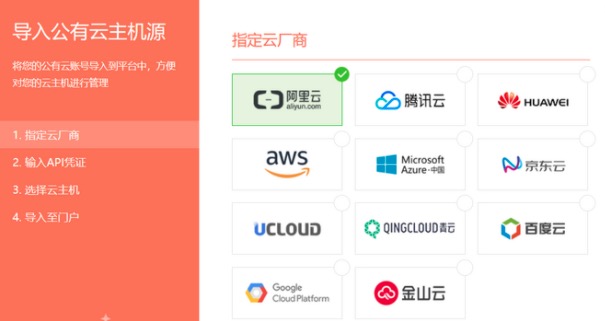 导入公有云主机源
将您的公有云账号导入到平台中，方便
对您的云主机进行管理
1. 指定云厂商
2. 输入API凭证
3. 选择云主机
4. 导入至门户
指定云厂商
阿里云
aliyun.com
腾讯云
HUAWEI
aws
Microsoft
Azure·中国
京东云
UCLOUD
QINGCLOUD青云
百度云
Google
Cloud Platform
金山云